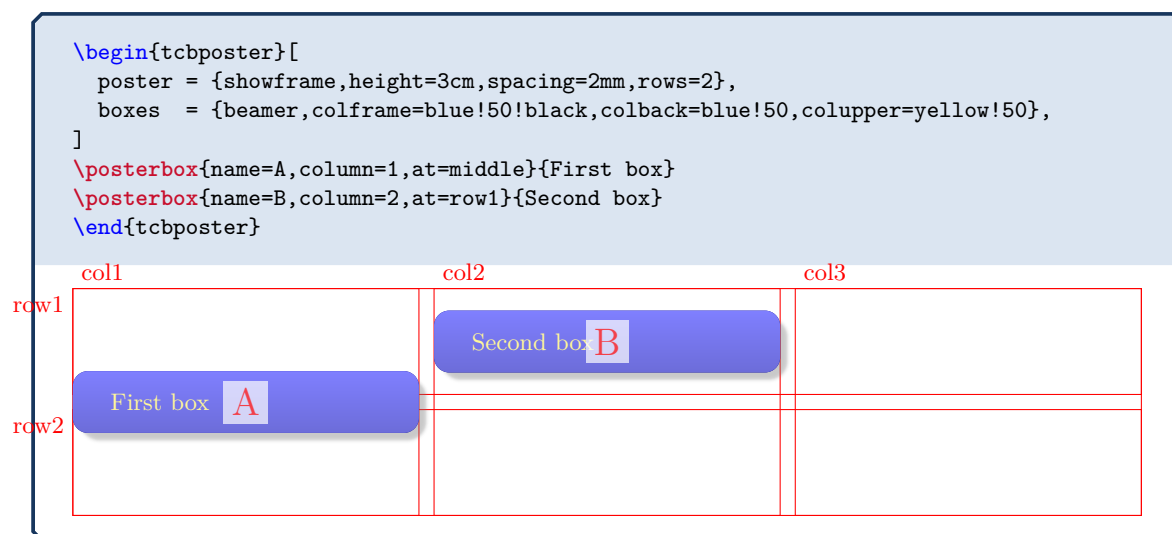 \begin{tcbposter}[
  poster = {showframe,height=3cm,spacing=2mm,rows=2},
  boxes  = {beamer,colframe=blue!50!black,colback=blue!50,colupper=yellow!50},
]
\posterbox{name=A,column=1,at=middle}{First box}
\posterbox{name=B,column=2,at=row1}{Second box}
\end{tcbposter}
col1 col2 col3
row1
Second box B
First box A
row2